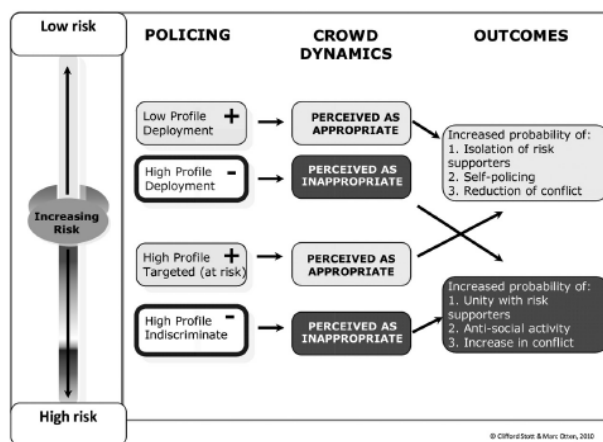 Low risk
POLICING
CROWD
DYNAMICS
OUTCOMES
Low Profile +
Deployment
PERCEIVED AS
APPROPRIATE
High Profile -
Deployment
PERCEIVED AS
INAPPROPRIATE
Increased probability of:
1. Isolation of risk
supporters
2. Self-policing
3. Reduction of conflict
Increasing
Risk
High Profile +
Targeted (at risk)
PERCEIVED AS
APPROPRIATE
High Profile -
Indiscriminate
PERCEIVED AS
INAPPROPRIATE
Increased probability of:
1. Unity with risk
supporters
2. Anti-social activity
3. Increase in conflict
High risk
© Clifford Stott & Marc Otten, 2010